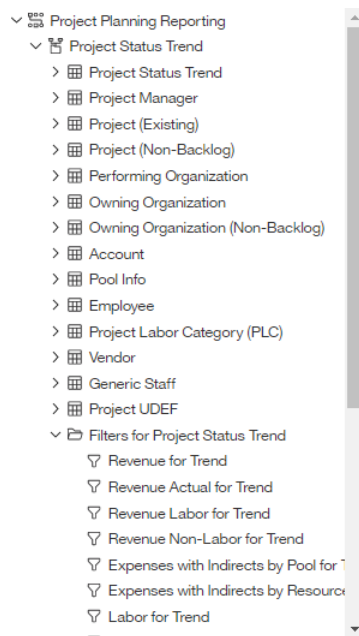 Project Planning Reporting
Project Status Trend
Project Status Trend
Project Manager
Project (Existing)
Project (Non-Backlog)
Performing Organization
Owning Organization
Owning Organization (Non-Backlog)
Account
Pool Info
Employee
Project Labor Category (PLC)
Vendor
Generic Staff
Project UDEF
Filters for Project Status Trend
Revenue for Trend
Revenue Actual for Trend
Revenue Labor for Trend
Revenue Non-Labor for Trend
Expenses with Indirects by Pool for
Expenses with Indirects by Resource
Labor for Trend